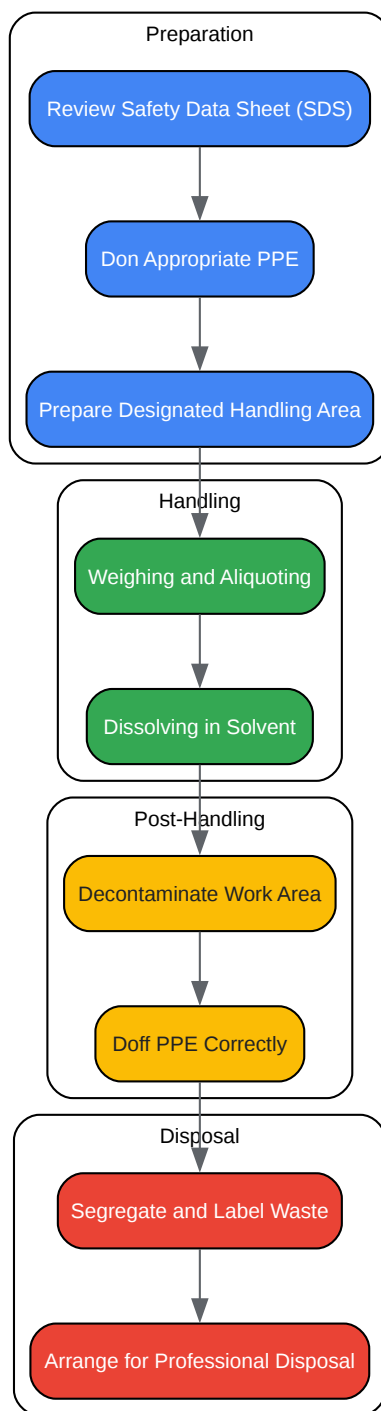 Preparation
Review Safety Data Sheet (SDS)
Don Appropriate PPE
Prepare Designated Handling Area
Handling
Weighing and Aliquoting
Dissolving in Solvent
Post-Handling
Decontaminate Work Area
Doff PPE Correctly
Disposal
Segregate and Label Waste
Arrange for Professional Disposal